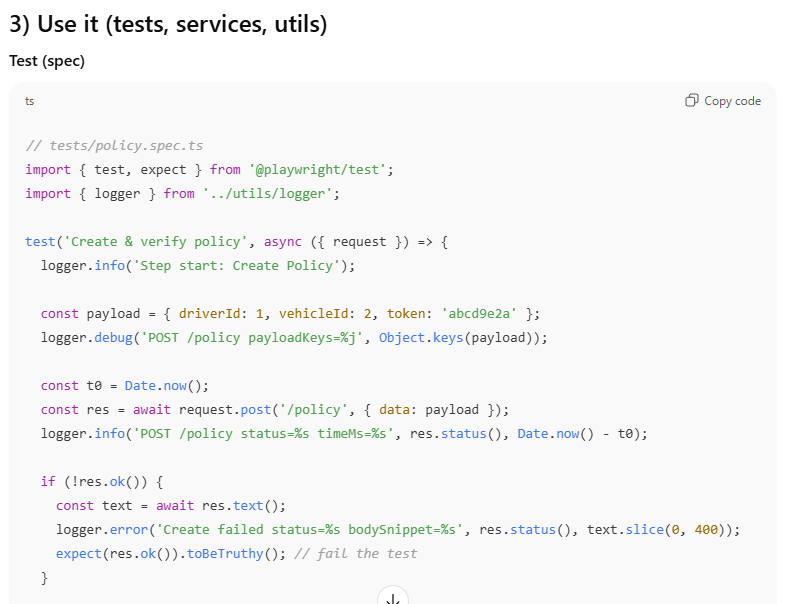 3) Use it (tests, services, utils)
Test (spec)
ts
Copy code
// tests/policy.spec.ts
import { test, expect } from '@playwright/test';
import { logger } from '../utils/logger';
test('Create & verify policy', async ({ request }) => {
logger.info('Step start: Create Policy');
const payload = { driverId: 1, vehicleId: 2, token: 'abcd9e2a' };
logger.debug('POST /policy payloadKeys=%j', Object.keys(payload));
const t0 = Date.now();
const res = await request.post('/policy', { data: payload });
logger.info('POST /policy status=%s timeMs=%s', res.status(), Date.now() - t0);
if (!res.ok()) {
const text = await res.text();
logger.error('Create failed status=%s bodySnippet=%s', res.status(), text.slice(0, 400));
expect(res.ok()).toBeTruthy(); // fail the test
}